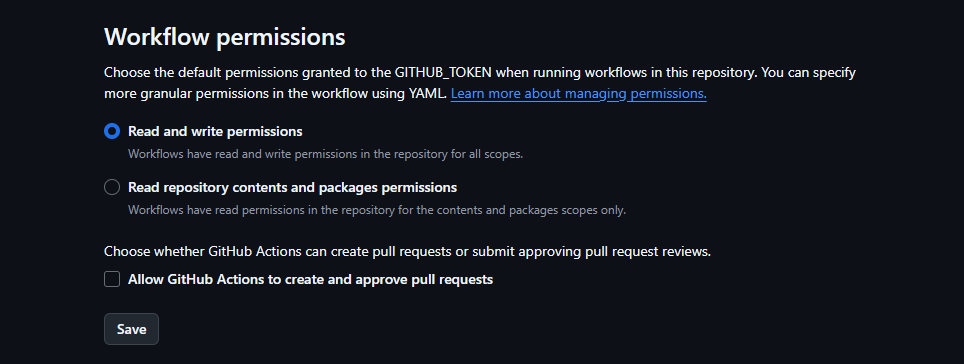 Workflow permissions
Choose the default permissions granted to the GITHUB_TOKEN when running workflows in this repository. You can specify
more granular permissions in the workflow using YAML. Learn more about managing permissions.
Read and write permissions
Workflows have read and write permissions in the repository for all scopes.
Read repository contents and packages permissions
Workflows have read permissions in the repository for the contents and packages scopes only.
Choose whether GitHub Actions can create pull requests or submit approving pull request reviews.
Allow GitHub Actions to create and approve pull requests
Save